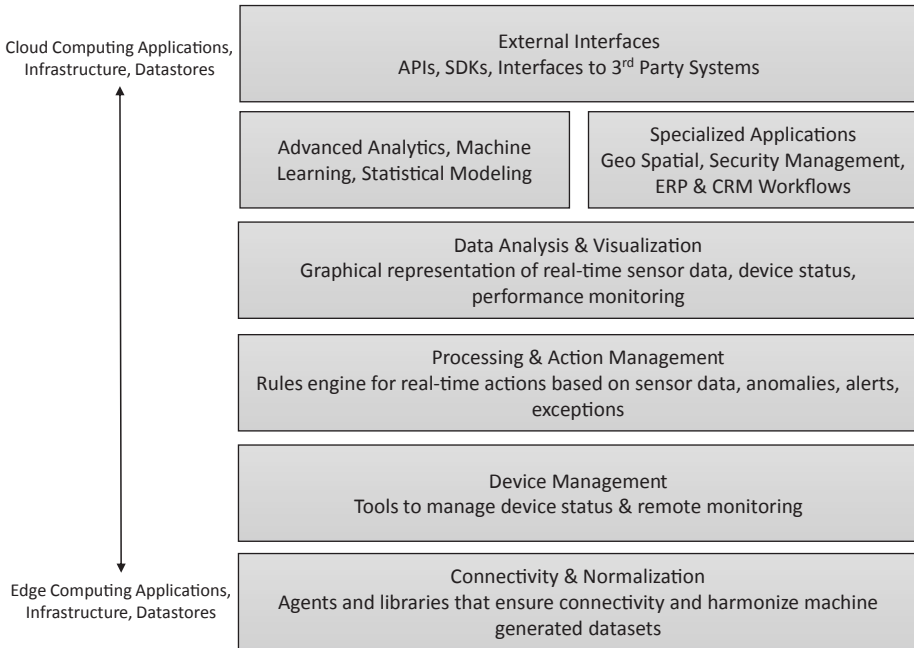 Cloud Computing Applications,
Infrastructure, Datastores
External Interfaces
APIs, SDKs, Interfaces to 3rd Party Systems
Advanced Analytics, Machine
Learning, Statistical Modeling
Specialized Applications
Geo Spatial, Security Management,
ERP & CRM Workflows
Data Analysis & Visualization
Graphical representation of real-time sensor data, device status,
performance monitoring
Processing & Action Management
Rules engine for real-time actions based on sensor data, anomalies, alerts,
exceptions
Device Management
Tools to manage device status & remote monitoring
Edge Computing Applications,
Infrastructure, Datastores
Connectivity & Normalization
Agents and libraries that ensure connectivity and harmonize machine
generated datasets